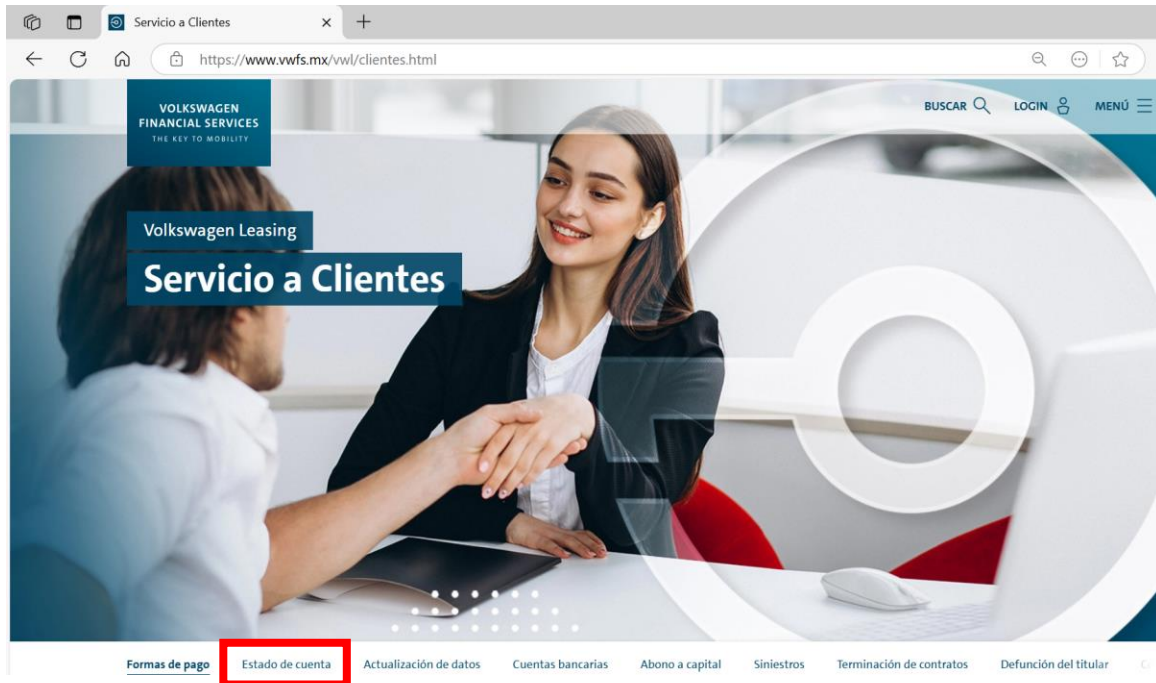 Servicio a Clientes
https://www.vwfs.mx/vwl/clientes.html
VOLKSWAGEN
FINANCIAL SERVICES
THE KEY TO MOBILITY
BUSCAR LOGIN MENÚ
Volkswagen Leasing
Servicio a Clientes
Formas de pago Estado de cuenta Actualización de datos Cuentas bancarias Abono a capital Siniestros Terminación de contratos Defunción del titular